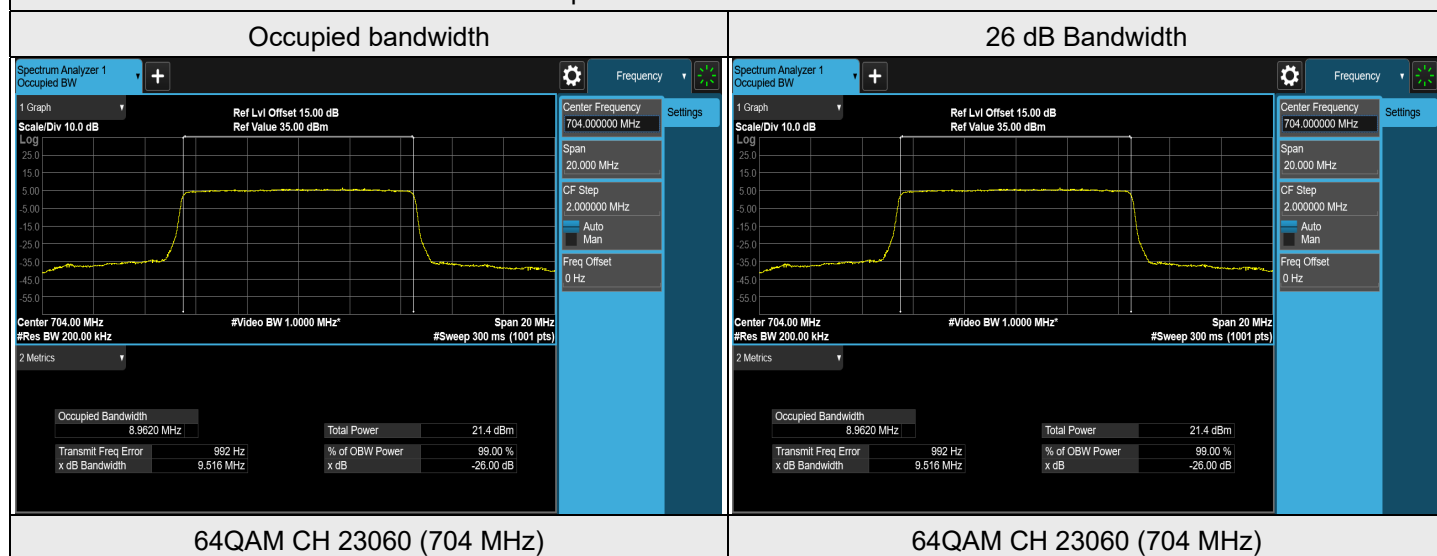 Occupied bandwidth
26 dB Bandwidth
Spectrum Analyzer 1
Occupied BW
+
Frequency
1 Graph
Ref Lvl Offset 15.00 dB
Scale/Div 10.0 dB
Ref Value 35.00 dBm
Log
25.0
15.0
5.00
-5.00
-15.0
-25.0
-35.0
-45.0
-55.0
Center 704.00 MHz
#Video BW 1.0000 MHz*
Span 20 MHz
#Res BW 200.00 kHz
#Sweep 300 ms (1001 pts)
Center Frequency
704.000000 MHz
Settings
Span
20.000 MHz
CF Step
2.000000 MHz
Auto
Man
Freq Offset
0 Hz
2 Metrics
Occupied Bandwidth
8.9620 MHz
Total Power 21.4 dBm
Transmit Freq Error 992 Hz
% of OBW Power 99.00 %
x dB Bandwidth 9.516 MHz
x dB -26.00 dB
Spectrum Analyzer 1
Occupied BW
+
Frequency
1 Graph
Ref Lvl Offset 15.00 dB
Scale/Div 10.0 dB
Ref Value 35.00 dBm
Log
25.0
15.0
5.00
-5.00
-15.0
-25.0
-35.0
-45.0
-55.0
Center 704.00 MHz
#Video BW 1.0000 MHz*
Span 20 MHz
#Res BW 200.00 kHz
#Sweep 300 ms (1001 pts)
Center Frequency
704.000000 MHz
Settings
Span
20.000 MHz
CF Step
2.000000 MHz
Auto
Man
Freq Offset
0 Hz
2 Metrics
Occupied Bandwidth
8.9620 MHz
Total Power 21.4 dBm
Transmit Freq Error 992 Hz
% of OBW Power 99.00 %
x dB Bandwidth 9.516 MHz
x dB -26.00 dB
64QAM CH 23060 (704 MHz)
64QAM CH 23060 (704 MHz)